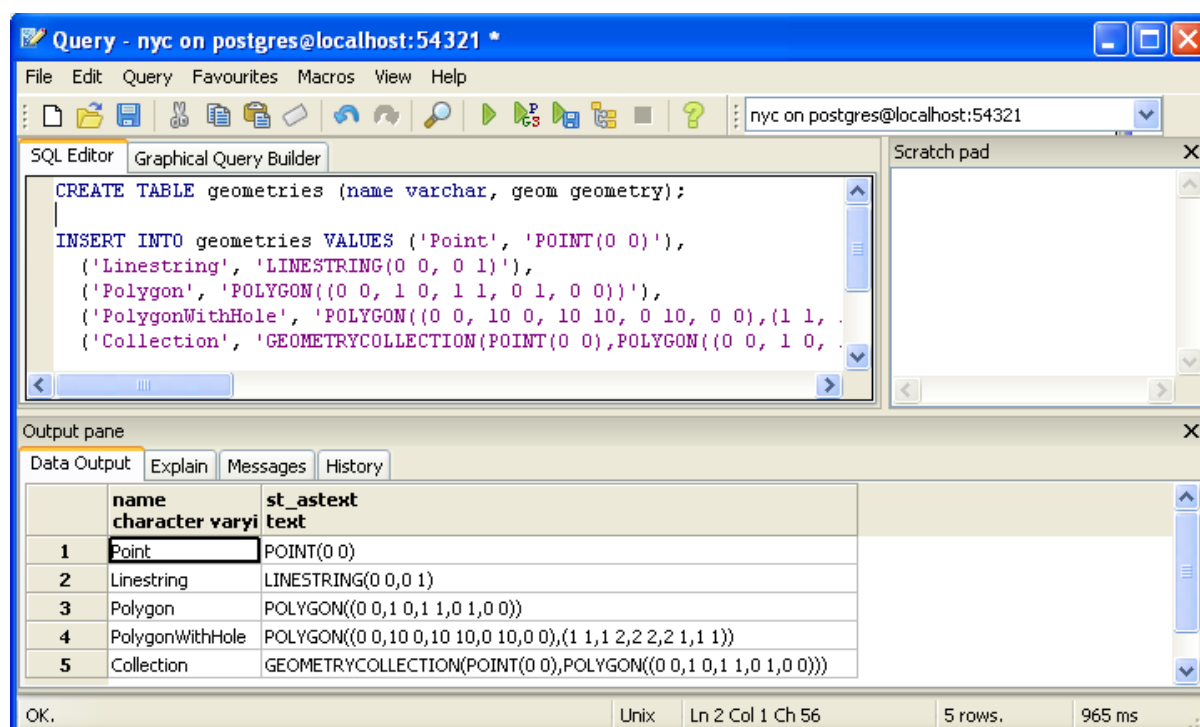 Query - nyc on postgres@localhost:54321 *
File Edit Query Favourites Macros View Help
nyc on postgres@localhost:54321
SQL Editor Graphical Query Builder
Scratch pad
CREATE TABLE geometries (name varchar, geom geometry);
INSERT INTO geometries VALUES ('Point', 'POINT(0 0)'),
('Linestring', 'LINESTRING(0 0, 0 1)'),
('Polygon', 'POLYGON((0 0, 1 0, 1 1, 0 1, 0 0))'),
('PolygonWithHole', 'POLYGON((0 0, 10 0, 10 10, 0 10, 0 0),(1 1, .
('Collection', 'GEOMETRYCOLLECTION(POINT(0 0),POLYGON((0 0, 1 0, .
Output pane
Data Output Explain Messages History
name st_astext
character varyi text
1 Point POINT(0 0)
2 Linestring LINESTRING(0 0,0 1)
3 Polygon POLYGON((0 0,1 0,1 1,0 1,0 0))
4 PolygonWithHole POLYGON((0 0,10 0,10 10,0 10,0 0),(1 1,1 2,2 2,2 1,1 1))
5 Collection GEOMETRYCOLLECTION(POINT(0 0),POLYGON((0 0,1 0,1 1,0 1,0 0)))
OK. Unix Ln 2 Col 1 Ch 56 5 rows. 965 ms